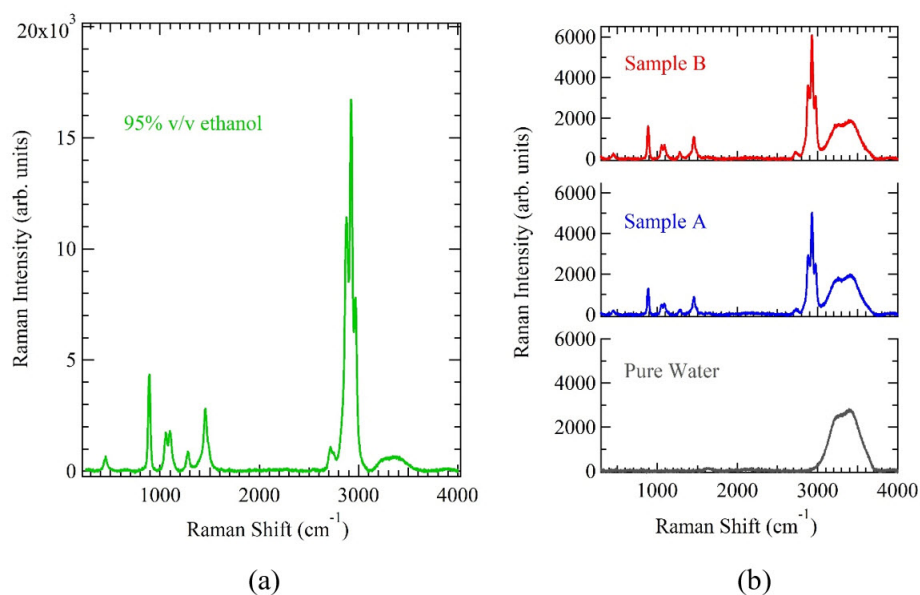 20x10³
15
10
5
0
Raman Intensity (arb. units)
95% v/v ethanol
1000 2000 3000 4000
Raman Shift (cm⁻¹)
(a)
6000
4000
2000
0
Sample B
6000
4000
2000
0
Sample A
Raman Intensity (arb. units)
6000
4000
2000
0
Pure Water
1000 2000 3000 4000
Raman Shift (cm⁻¹)
(b)